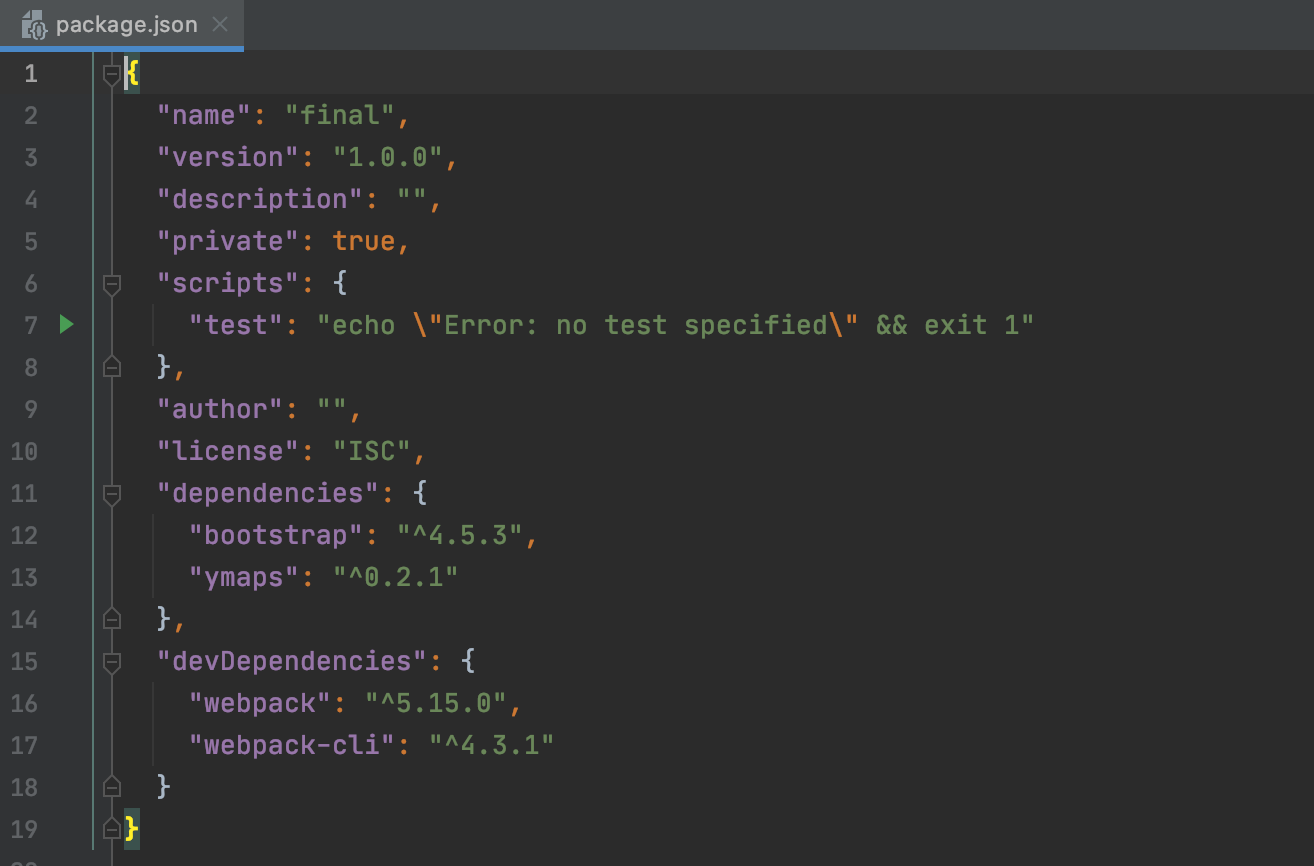 package.json
1 {
2 "name": "final",
3 "version": "1.0.0",
4 "description": "",
5 "private": true,
6 "scripts": {
7 "test": "echo \"Error: no test specified\" && exit 1"
8 },
9 "author": "",
10 "license": "ISC",
11 "dependencies": {
12 "bootstrap": "^4.5.3",
13 "ymaps": "^0.2.1"
14 },
15 "devDependencies": {
16 "webpack": "^5.15.0",
17 "webpack-cli": "^4.3.1"
18 }
19 }